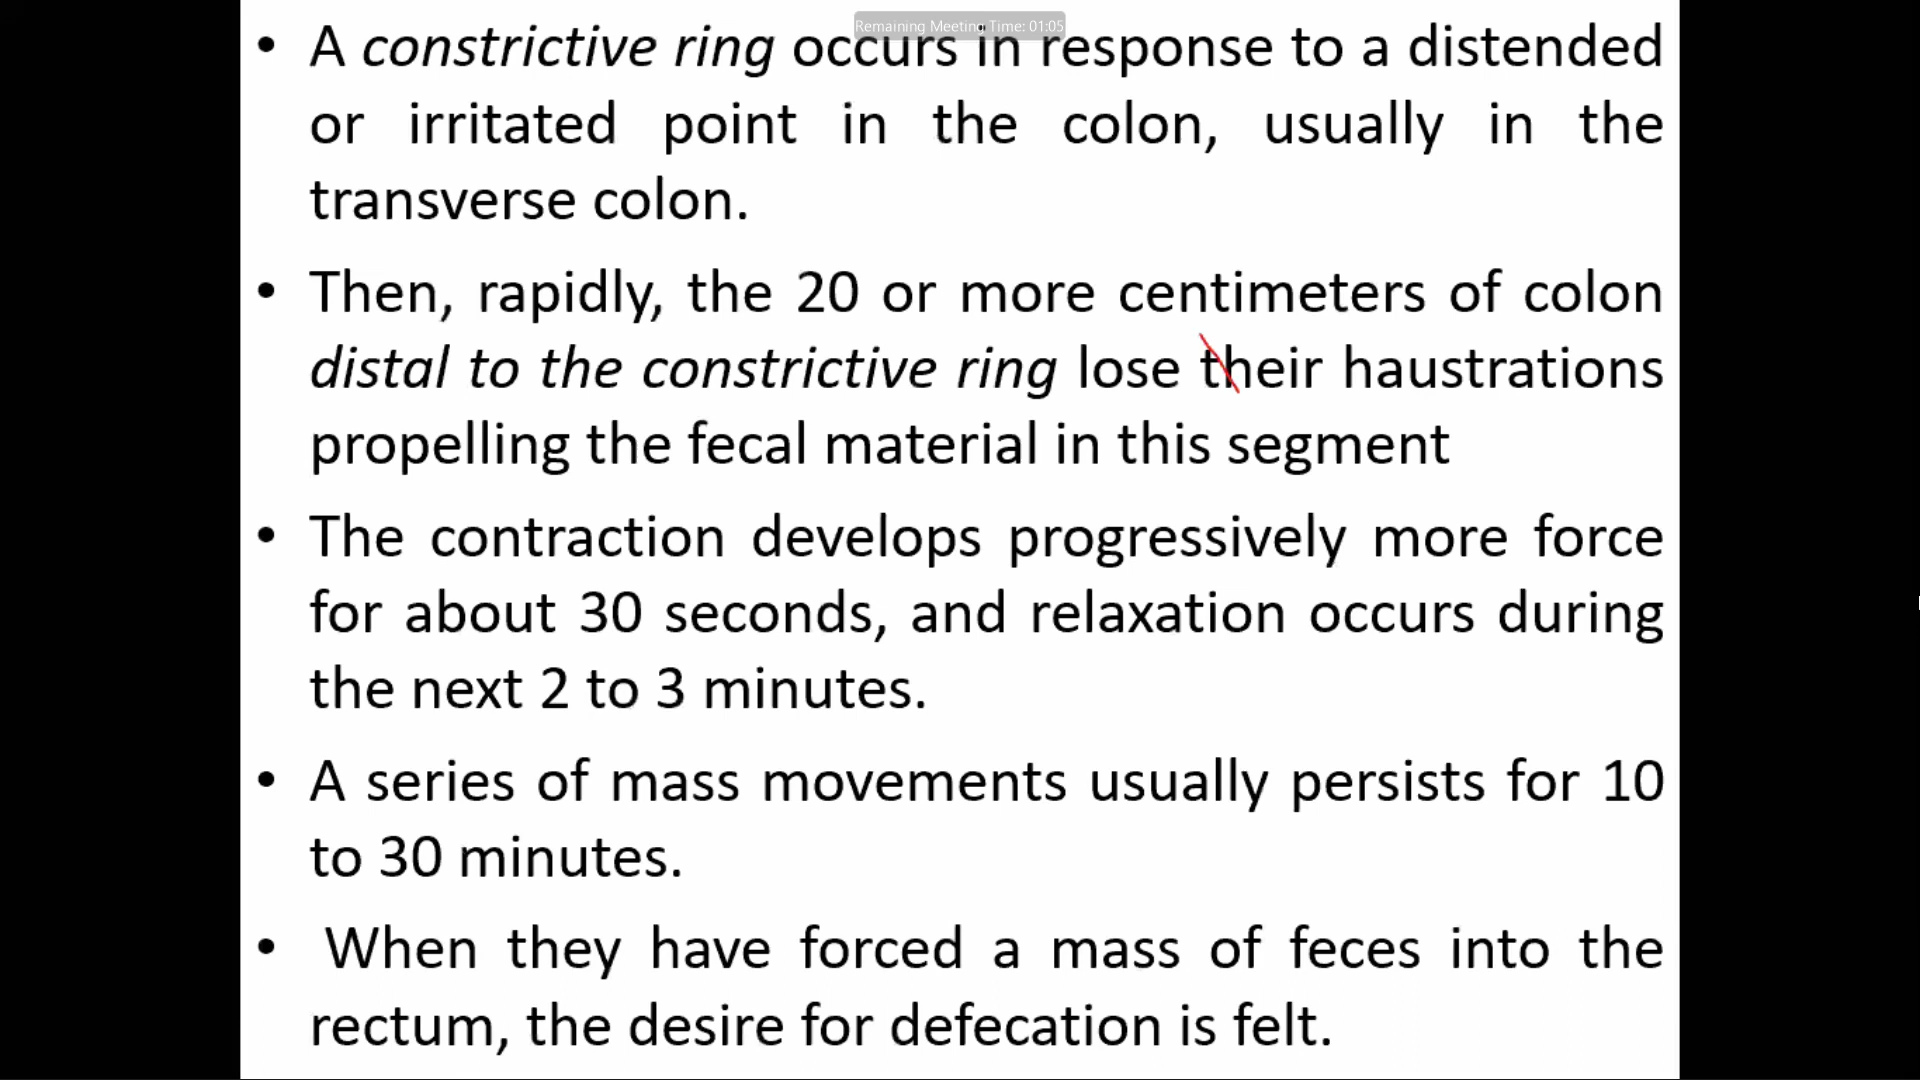 Remaining Meeting Time: 01:05
• A constrictive ring occurs in response to a distended
or irritated point in the colon, usually in the
transverse colon.
• Then, rapidly, the 20 or more centimeters of colon
distal to the constrictive ring lose their haustrations
propelling the fecal material in this segment
• The contraction develops progressively more force
for about 30 seconds, and relaxation occurs during
the next 2 to 3 minutes.
• A series of mass movements usually persists for 10
to 30 minutes.
• When they have forced a mass of feces into the
rectum, the desire for defecation is felt.